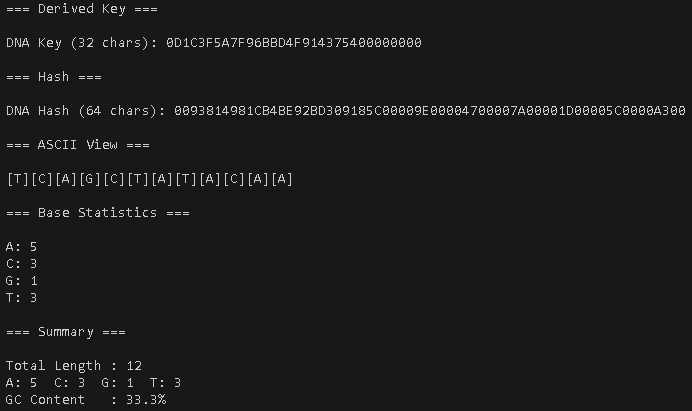 === Derived Key ===
DNA Key (32 chars): 0D1C3F5A7F96BBD4F914375400000000
=== Hash ===
DNA Hash (64 chars): 0093814981CB4BE92BD309185C00009E00004700007A00001D00005C0000A300
=== ASCII View ===
[T][C][A][G][C][T][A][T][A][C][A][A]
=== Base Statistics ===
A: 5
C: 3
G: 1
T: 3
=== Summary ===
Total Length : 12
A: 5  C: 3  G: 1  T: 3
GC Content   : 33.3%